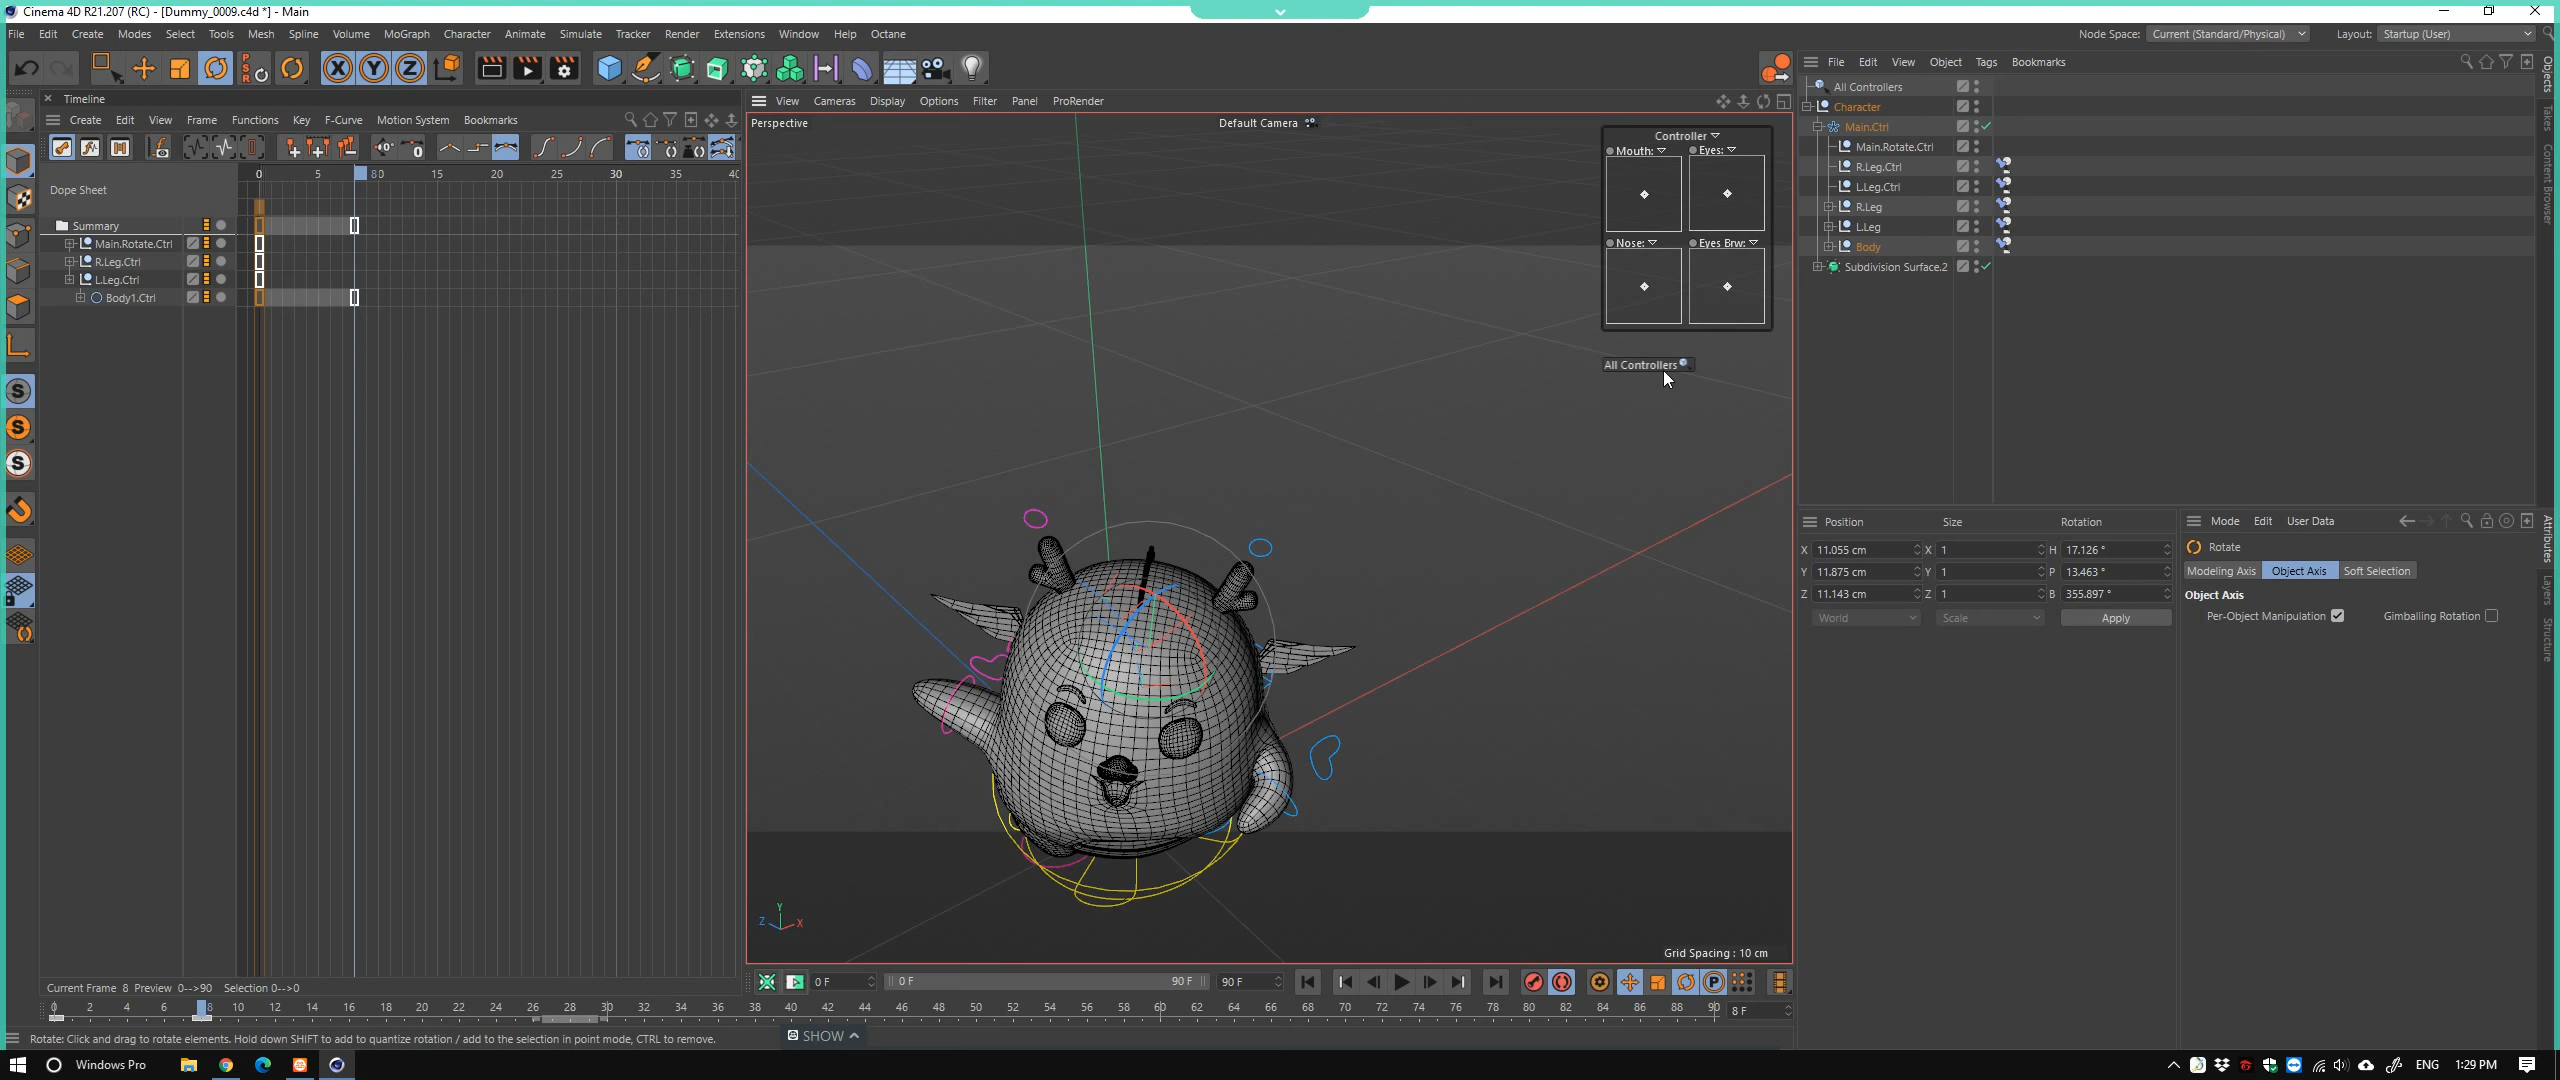 Cinema 4D R21.207 (RC) - [Dummy_0009.c4d *] - Main
File Edit Create Modes Select Tools Mesh Spline Volume MoGraph Character Animate Simulate Tracker Render Extensions Window Help Octane
Node Space: Current (Standard/Physical) Layout: Startup (User)
Timeline
Create Edit View Frame Functions Key F-Curve Motion System Bookmarks
0 5 80 15 20 25 30 35 40
Dope Sheet
Summary
Main.Rotate.Ctrl
R.Leg.Ctrl
L.Leg.Ctrl
Body1.Ctrl
Current Frame 8 Preview 0-->90 Selection 0-->0
View Cameras Display Options Filter Panel ProRender
Perspective
Default Camera
Controller
Mouth: Eyes:
Nose: Eyes Brw:
All Controllers
Y
Z X
Grid Spacing : 10 cm
0 F 0 F 90 F 90 F
0 2 4 6 8 10 12 14 16 18 20 22 24 26 28 30 32 34 36 38 40 42 44 46 48 50 52 54 56 58 60 62 64 66 68 70 72 74 76 78 80 82 84 86 88 90 8 F
Rotate: Click and drag to rotate elements. Hold down SHIFT to add to quantize rotation / add to the selection in point mode, CTRL to remove.
SHOW
File Edit View Object Tags Bookmarks
All Controllers
Character
Main.Ctrl
Main.Rotate.Ctrl
R.Leg.Ctrl
L.Leg.Ctrl
R.Leg
L.Leg
Body
Subdivision Surface.2
Objects
Takes
Content Browser
Position Size Rotation
X 11.055 cm X 1 H 17.126 °
Y 11.875 cm Y 1 P 13.463 °
Z 11.143 cm Z 1 B 355.897 °
World Scale Apply
Mode Edit User Data
Rotate
Modeling Axis Object Axis Soft Selection
Object Axis
Per-Object Manipulation Gimballing Rotation
Attributes
Layers
Structure
Windows Pro
ENG 1:29 PM